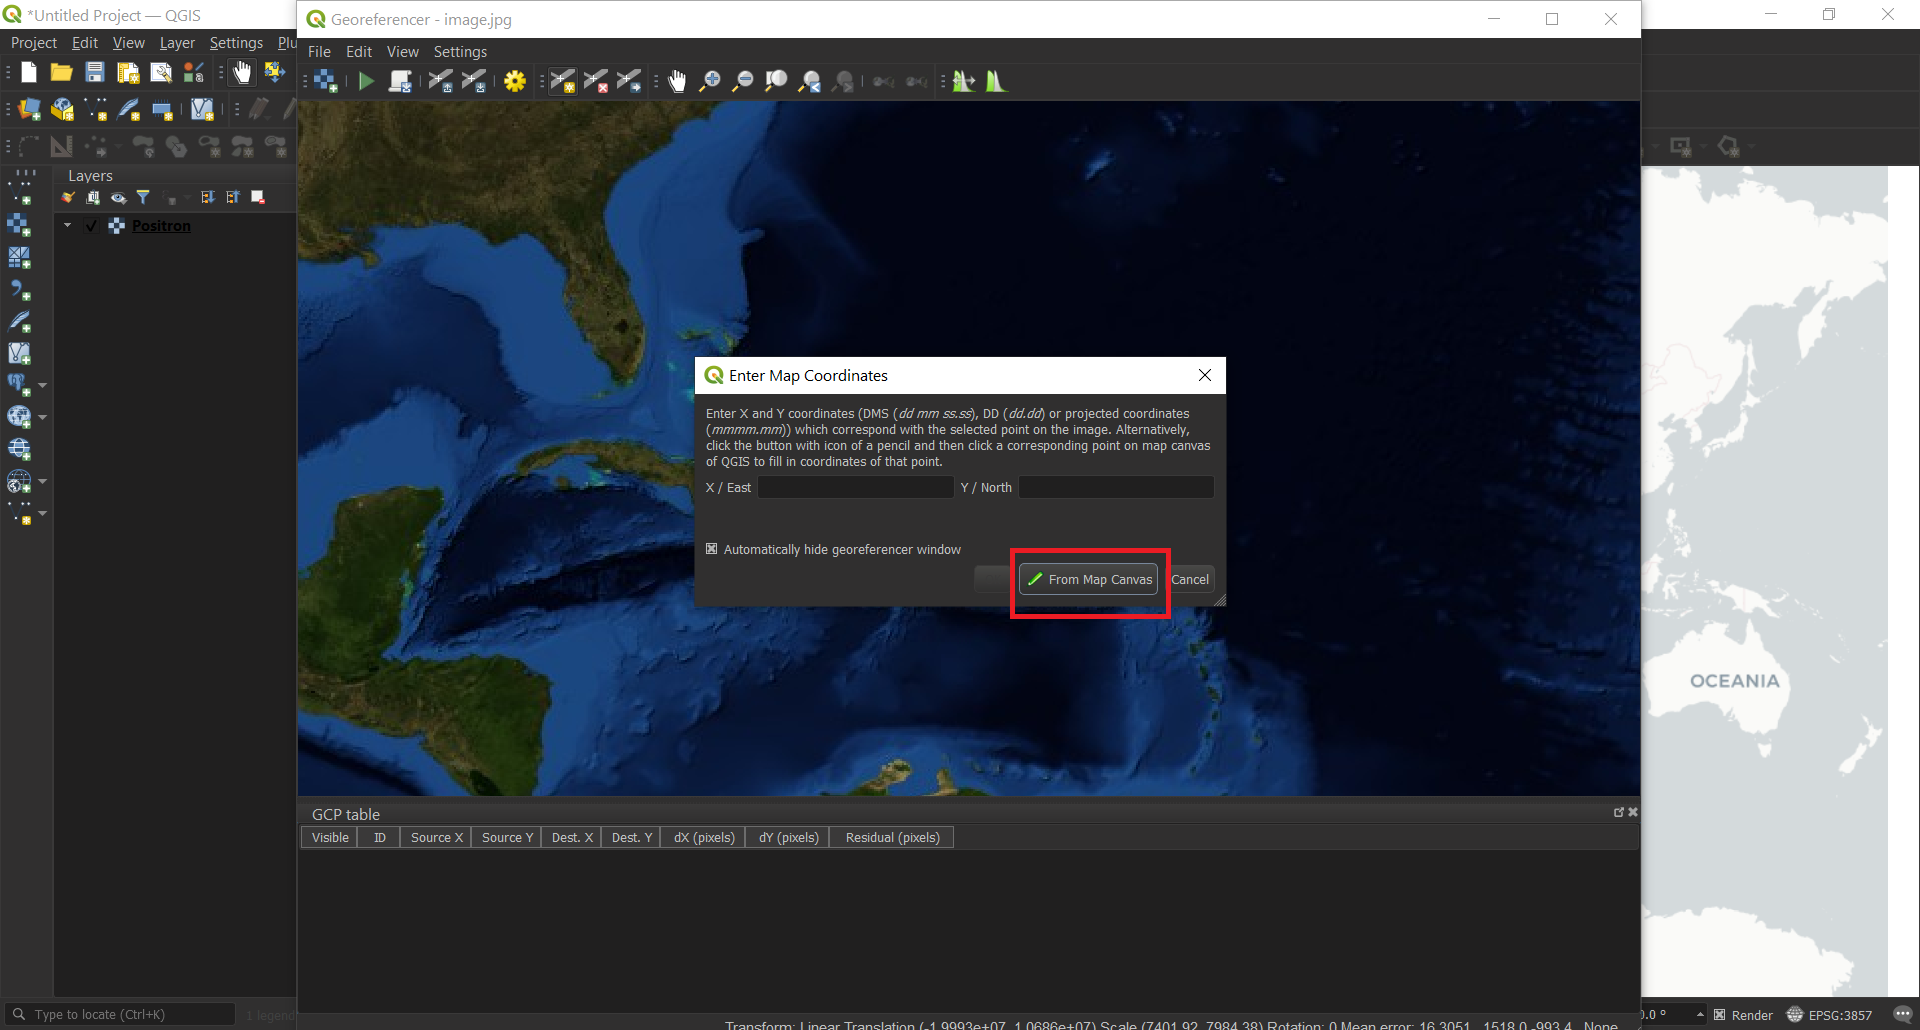 *Untitled Project — QGIS
Project Edit View Layer Settings Plu
Layers
Positron
Georeferencer - image.jpg
File Edit View Settings
Enter Map Coordinates
Enter X and Y coordinates (DMS (dd mm ss.ss), DD (dd.dd) or projected coordinates
(mmmm.mm)) which correspond with the selected point on the image. Alternatively,
click the button with icon of a pencil and then click a corresponding point on map canvas
of QGIS to fill in coordinates of that point.
X / East Y / North
Automatically hide georeferencer window
From Map Canvas Cancel
OCEANIA
GCP table
Visible ID Source X Source Y Dest. X Dest. Y dX (pixels) dY (pixels) Residual (pixels)
Type to locate (Ctrl+K) 1 legend
Transform: Linear Translation (-1.9993e+07, 1.0686e+07) Scale (7401.92, 7984.38) Rotation: 0 Mean error: 16.3051 1518.0,-993.4 None
0.0 ° Render EPSG:3857